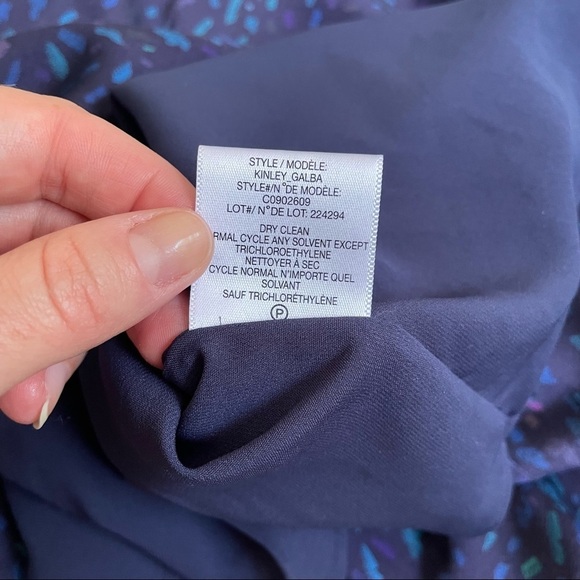 STYLE / MODÈLE:
KINLEY_GALBA
STYLE#/N°DE MODÈLE:
C0902609
LOT#/ N°DE LOT: 224294
DRY CLEAN
RMAL CYCLE ANY SOLVENT EXCEPT
TRICHLOROETHYLENE
NETTOYER À SEC
CYCLE NORMAL N'IMPORTE QUEL
SOLVANT
SAUF TRICHLORÉTHYLÈNE
P